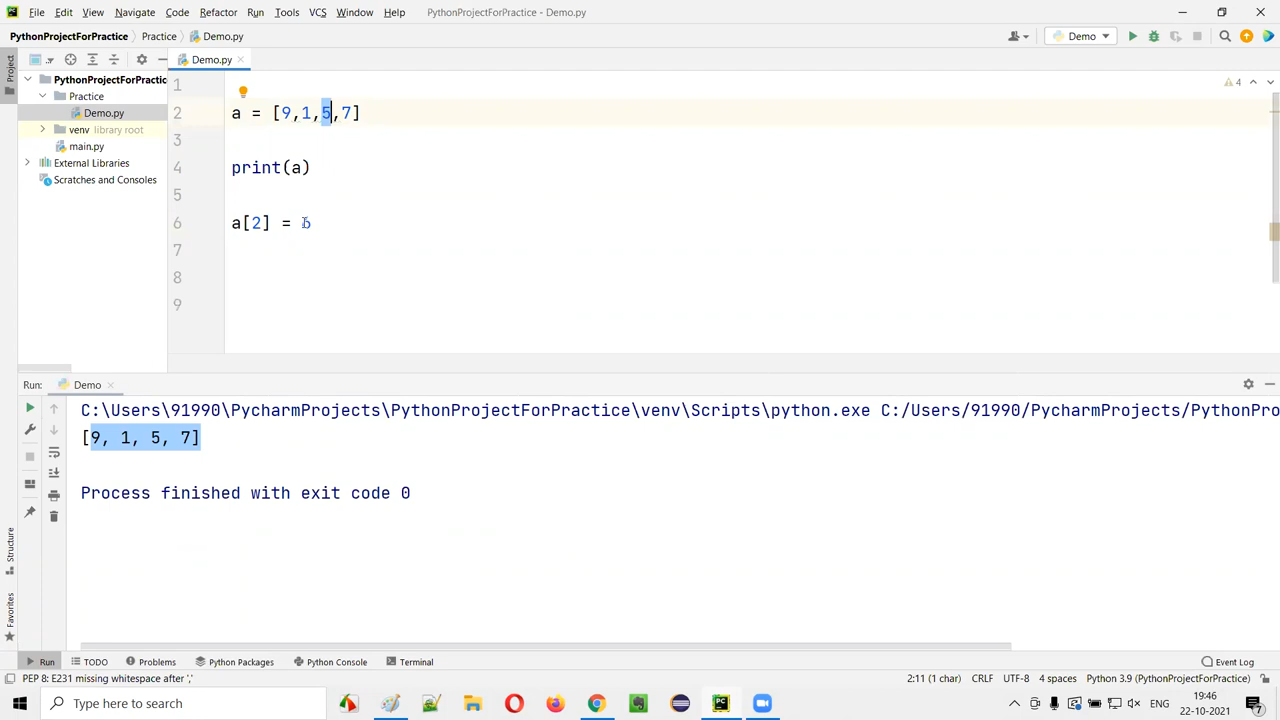 File Edit View Navigate Code Refactor Run Tools VCS Window Help PythonProjectForPractice - Demo.py
PythonProjectForPractice Practice Demo.py Demo
Project Demo.py
PythonProjectForPractic
Practice
Demo.py
venv library root
main.py
External Libraries
Scratches and Consoles
1
2 a = [9,1,5,7]
3
4 print(a)
5
6 a[2] =
7
8
9
4
Run: Demo
C:\Users\91990\PycharmProjects\PythonProjectForPractice\venv\Scripts\python.exe C:/Users/91990/PycharmProjects/PythonPro
[9, 1, 5, 7]
Process finished with exit code 0
Structure
Favorites
Run TODO Problems Python Packages Python Console Terminal Event Log
PEP 8: E231 missing whitespace after ',' 2:11 (1 char) CRLF UTF-8 4 spaces Python 3.9 (PythonProjectForPractice)
Type here to search ENG 19:46
22-10-2021 7